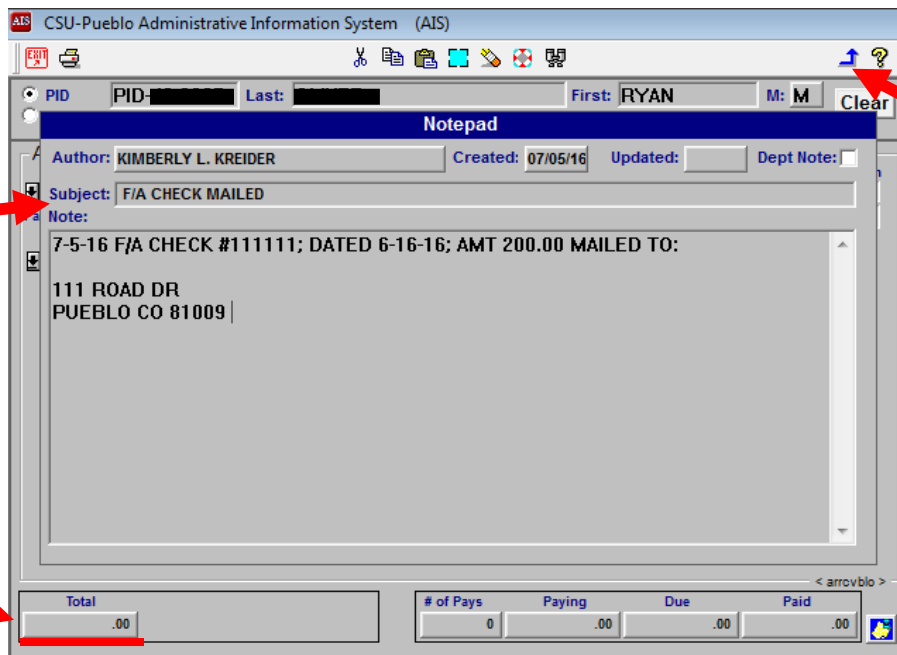 AIS CSU-Pueblo Administrative Information System (AIS)
EXIT ?
PID PID- Last: First: RYAN M: M Clear
Notepad
Author: KIMBERLY L. KREIDER Created: 07/05/16 Updated: Dept Note:
Subject: F/A CHECK MAILED
Note:
7-5-16 F/A CHECK #111111; DATED 6-16-16; AMT 200.00 MAILED TO:
111 ROAD DR
PUEBLO CO 81009
< arrcvblo >
Total # of Pays Paying Due Paid
.00 0 .00 .00 .00